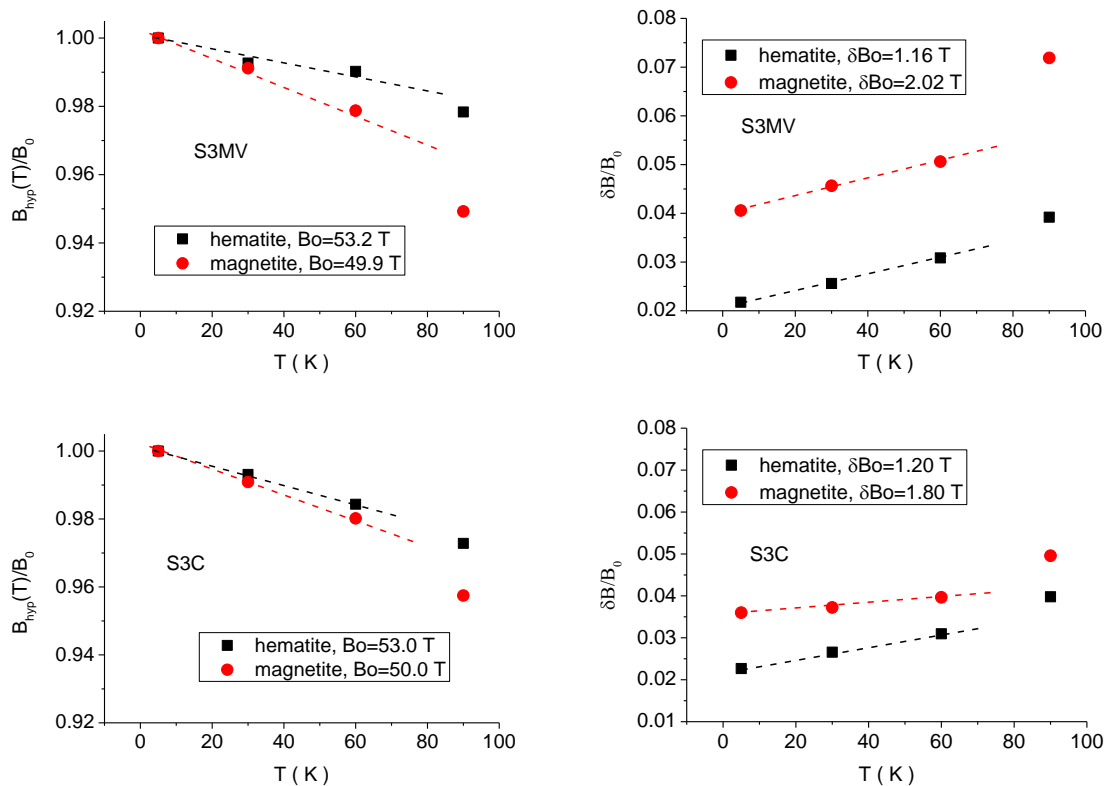 1.00
0.98
0.96
0.94
0.92
B_hyp(T)/B_0
S3MV
hematite, Bo=53.2 T
magnetite, Bo=49.9 T
0 20 40 60 80 100
T ( K )
0.08
0.07
0.06
0.05
0.04
0.03
0.02
δB/B_0
hematite, δBo=1.16 T
magnetite, δBo=2.02 T
S3MV
0 20 40 60 80 100
T ( K )
1.00
0.98
0.96
0.94
0.92
B_hyp(T)/B_0
S3C
hematite, Bo=53.0 T
magnetite, Bo=50.0 T
0 20 40 60 80 100
T ( K )
0.08
0.07
0.06
0.05
0.04
0.03
0.02
0.01
δB/B_0
hematite, δBo=1.20 T
magnetite, δBo=1.80 T
S3C
0 20 40 60 80 100
T ( K )